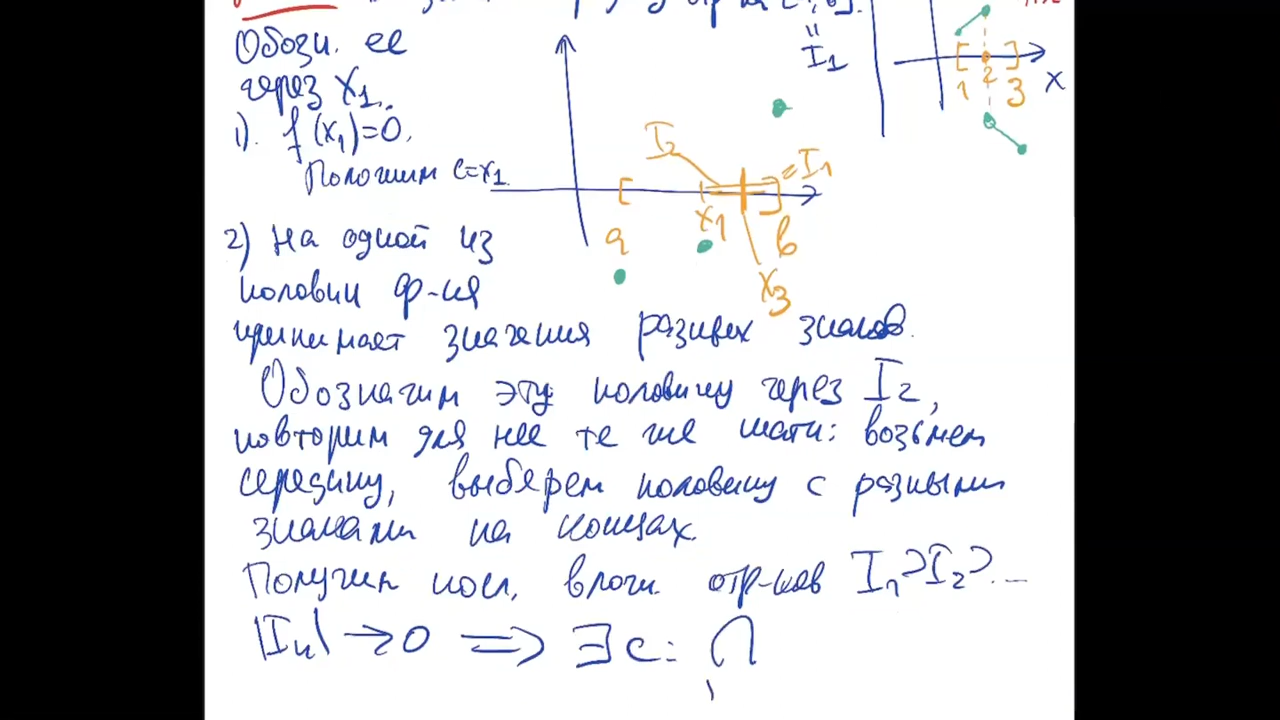 Обозн. ее
через x₁.
1). f(x₁)=0.
Положим c=x₁.
2) На одной из
половин ф-ия
принимает значения разных знаков.
Обозначим эту половину через I₂,
повторим для нее те же шаги: возьмем
середину, выберем половину с разными
знаками на концах.
Получим посл. вложен. отр-ков I₁⊃I₂⊃...
|Iₙ| → 0 ⟹ ∃ c: ∩
= I₁
I₂
= I₁
a
x₁
b
x₃
1 2 3 x